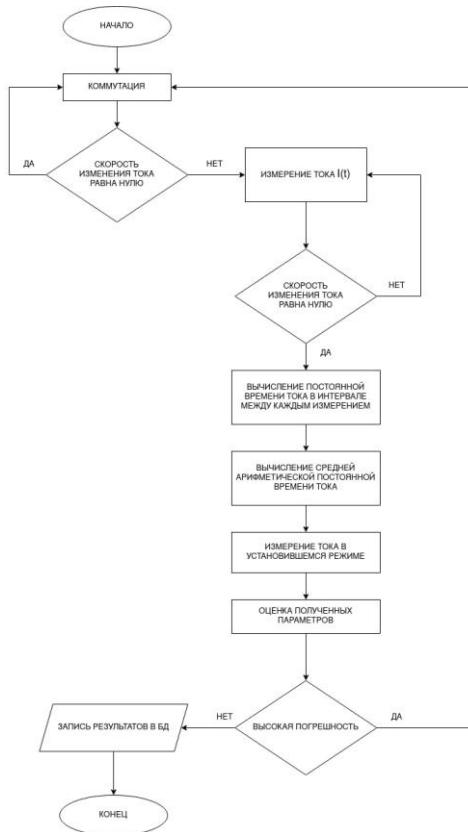 НАЧАЛО
КОММУТАЦИЯ
ДА
СКОРОСТЬ
ИЗМЕНЕНИЯ ТОКА
РАВНА НУЛЮ
НЕТ
ИЗМЕРЕНИЕ ТОКА I(t)
СКОРОСТЬ
ИЗМЕНЕНИЯ ТОКА
РАВНА НУЛЮ
НЕТ
ДА
ВЫЧИСЛЕНИЕ ПОСТОЯННОЙ
ВРЕМЕНИ ТОКА В ИНТЕРВАЛЕ
МЕЖДУ КАЖДЫМ ИЗМЕРЕНИЕМ
ВЫЧИСЛЕНИЕ СРЕДНЕЙ
АРИФМЕТИЧЕСКОЙ ПОСТОЯННОЙ
ВРЕМЕНИ ТОКА
ИЗМЕРЕНИЕ ТОКА В
УСТАНОВИВШЕМСЯ РЕЖИМЕ
ОЦЕНКА ПОЛУЧЕННЫХ
ПАРАМЕТРОВ
ЗАПИСЬ РЕЗУЛЬТАТОВ В БД
НЕТ
ВЫСОКАЯ ПОГРЕШНОСТЬ
ДА
КОНЕЦ